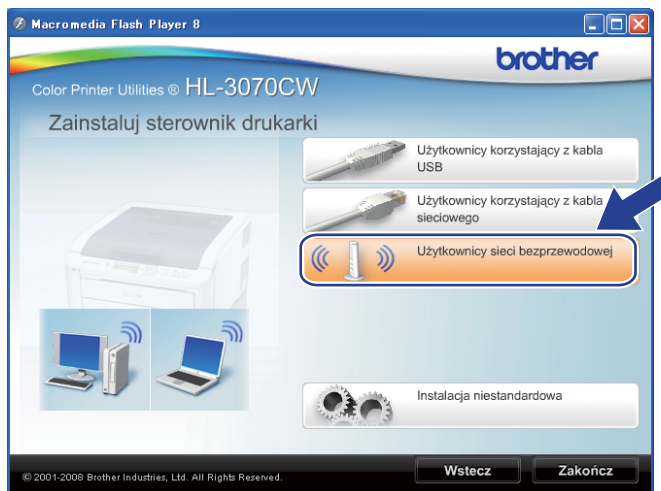 Macromedia Flash Player 8
brother
Color Printer Utilities ® HL-3070CW
Zainstaluj sterownik drukarki
Użytkownicy korzystający z kabla
USB
Użytkownicy korzystający z kabla
sieciowego
Użytkownicy sieci bezprzewodowej
Instalacja niestandardowa
© 2001-2008 Brother Industries, Ltd. All Rights Reserved.
Wstecz
Zakończ